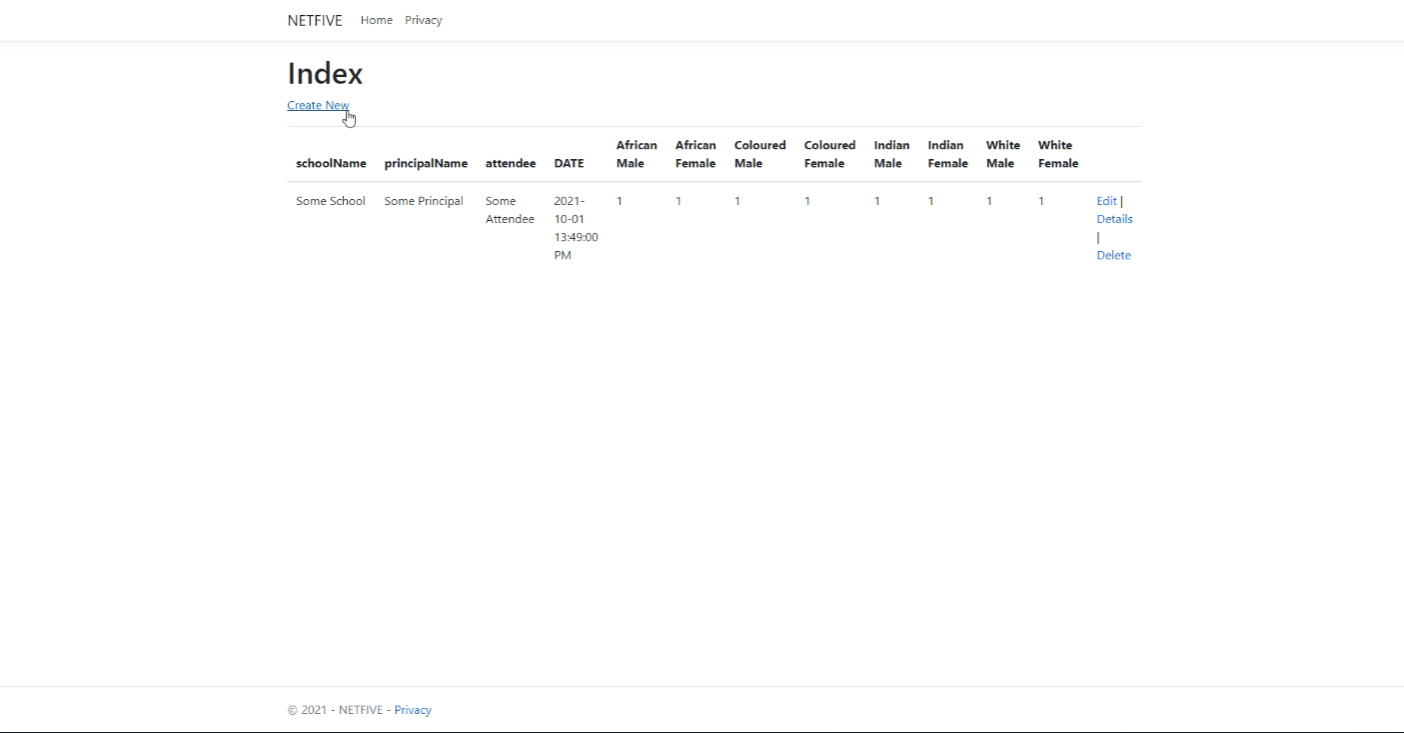 NETFIVE Home Privacy
Index
Create New
African African Coloured Coloured Indian Indian White White
schoolName principalName attendee DATE Male Female Male Female Male Female Male Female
Some School Some Principal Some 2021- 1 1 1 1 1 1 1 1 Edit |
Attendee 10-01 Details
13:49:00 |
PM Delete
© 2021 - NETFIVE - Privacy